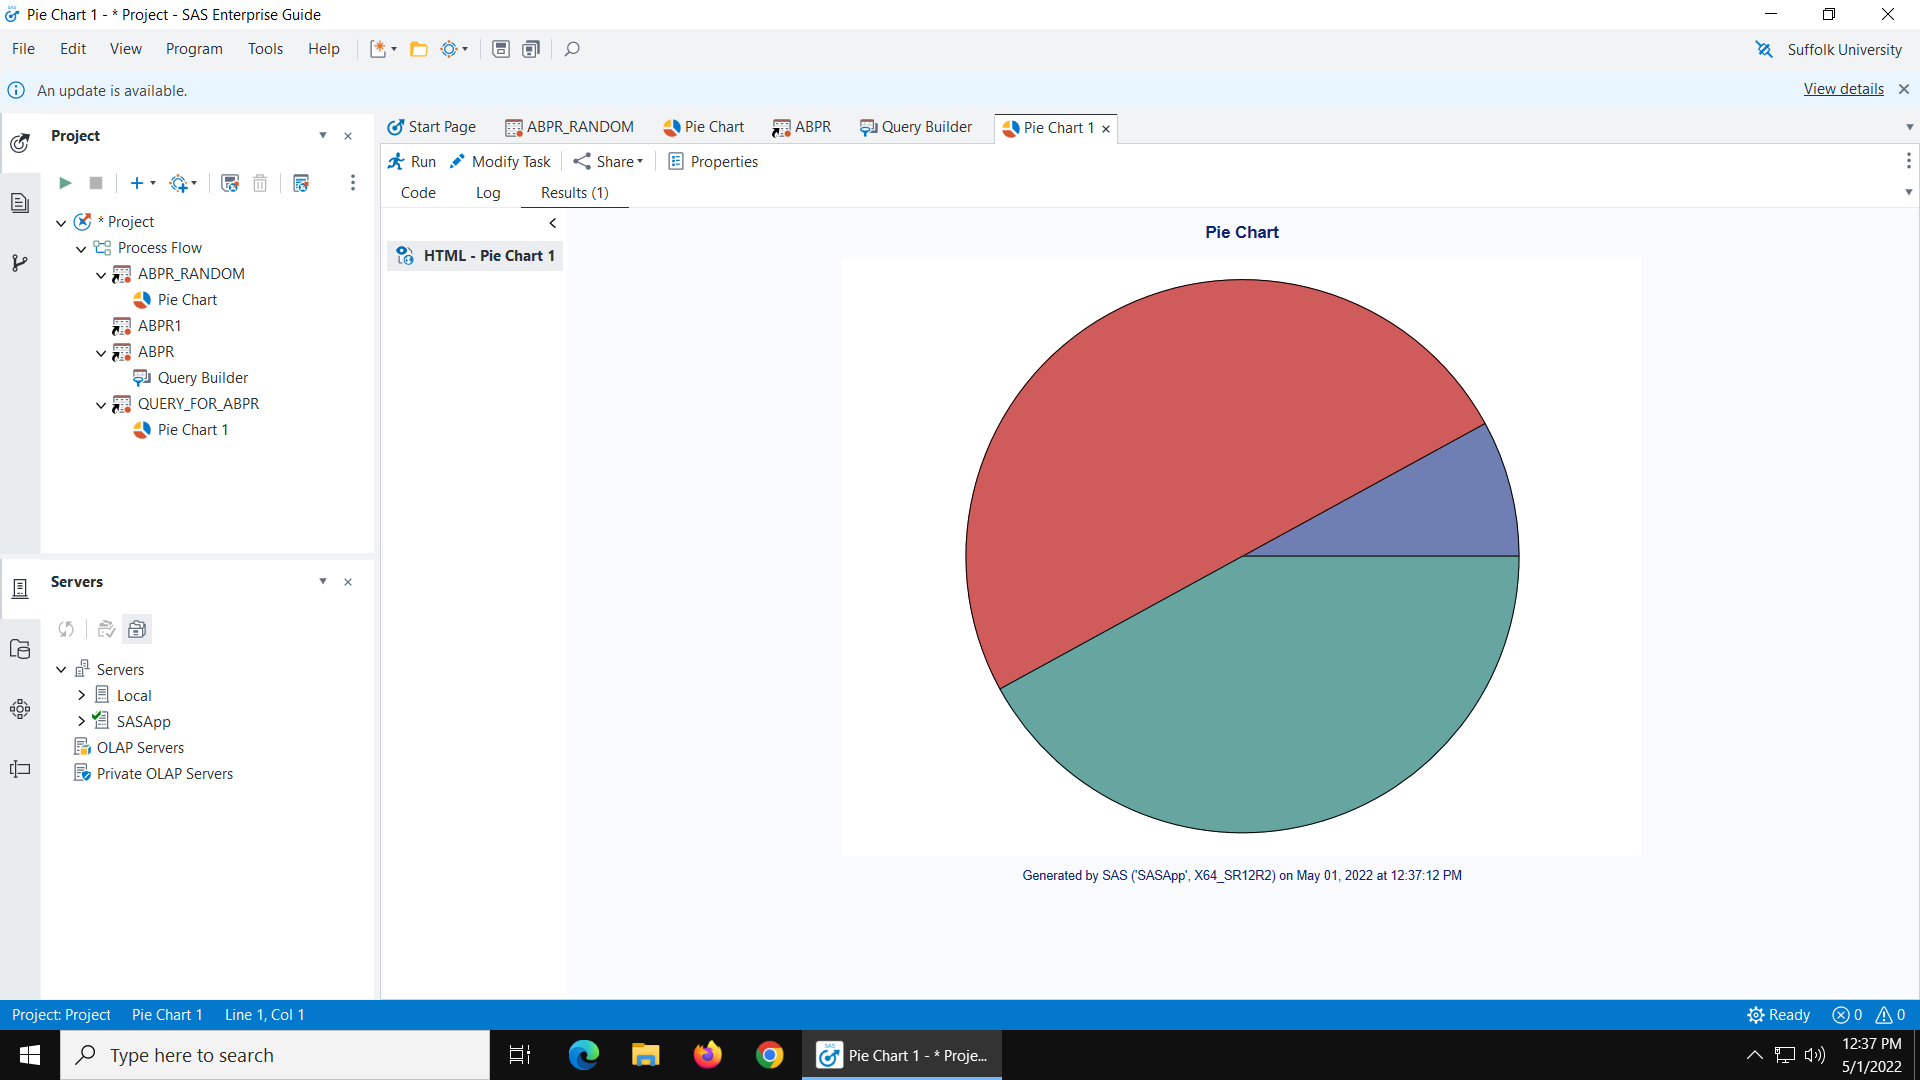 Pie Chart 1 - * Project - SAS Enterprise Guide
File Edit View Program Tools Help
Suffolk University
An update is available.
View details
Project
* Project
Process Flow
ABPR_RANDOM
Pie Chart
ABPR1
ABPR
Query Builder
QUERY_FOR_ABPR
Pie Chart 1
Servers
Servers
Local
SASApp
OLAP Servers
Private OLAP Servers
Start Page ABPR_RANDOM Pie Chart ABPR Query Builder Pie Chart 1
Run Modify Task Share Properties
Code Log Results (1)
HTML - Pie Chart 1
Pie Chart
Generated by SAS ('SASApp', X64_SR12R2) on May 01, 2022 at 12:37:12 PM
Project: Project Pie Chart 1 Line 1, Col 1
Ready 0 0
Type here to search
SAS
Pie Chart 1 - * Proje...
12:37 PM
5/1/2022